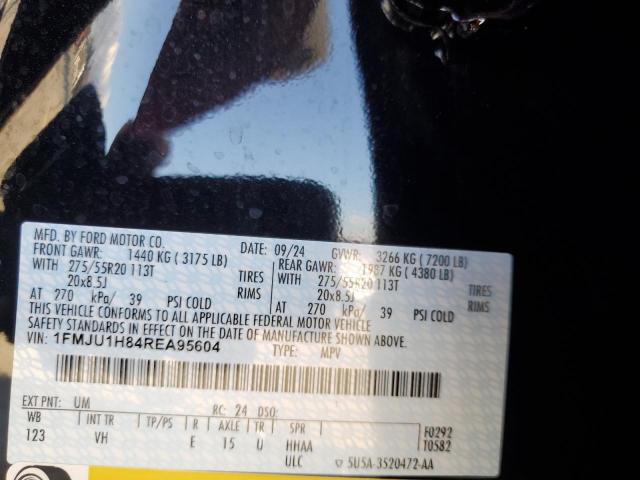 MFD. BY FORD MOTOR CO.
DATE: 09/24 GVWR: 3266 KG ( 7200 LB)
FRONT GAWR: 1440 KG ( 3175 LB) REAR GAWR: 1987 KG ( 4380 LB)
WITH 275/55R20 113T TIRES WITH 275/55R20 113T TIRES
20x8.5J RIMS 20x8.5J RIMS
AT 270 kPa/ 39 PSI COLD AT 270 kPa/ 39 PSI COLD
THIS VEHICLE CONFORMS TO ALL APPLICABLE FEDERAL MOTOR VEHICLE
SAFETY STANDARDS IN EFFECT ON THE DATE OF MANUFACTURE SHOWN ABOVE.
VIN: 1FMJU1H84REA95604 TYPE: MPV
EXT PNT: UM RC: 24 DSO:
WB INT TR TP/PS R AXLE TR SPR F0292
123 VH E 15 U HHAA T0582
ULC 5U5A-3520472-AA